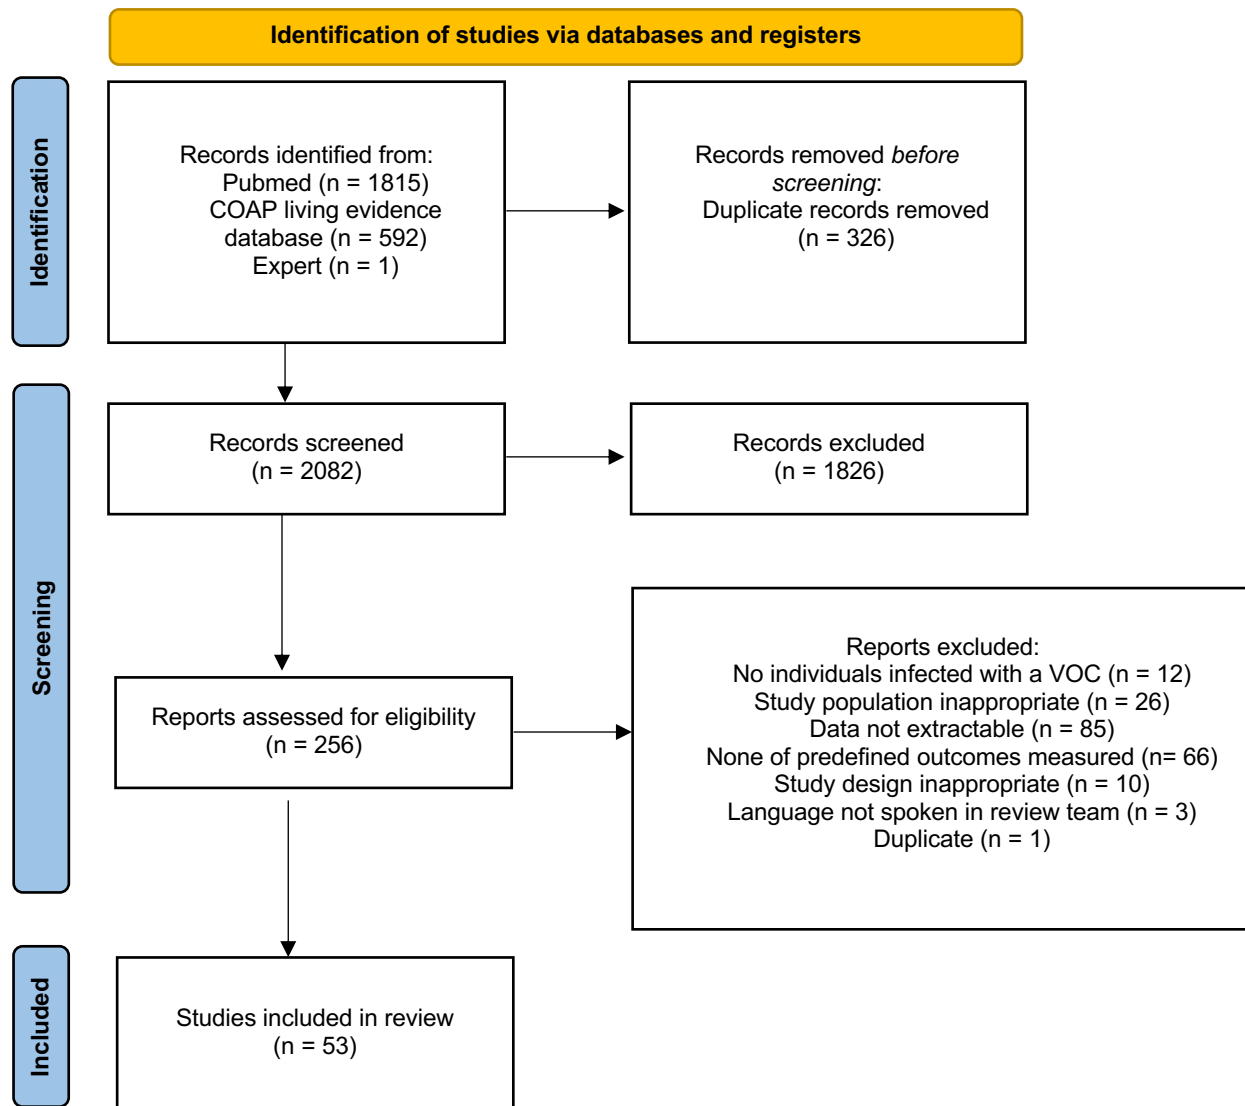 Identification of studies via databases and registers
Identification
Records identified from:
Pubmed (n = 1815)
COAP living evidence
database (n = 592)
Expert (n = 1)
Records removed before
screening:
Duplicate records removed
(n = 326)
Screening
Records screened
(n = 2082)
Records excluded
(n = 1826)
Reports assessed for eligibility
(n = 256)
Reports excluded:
No individuals infected with a VOC (n = 12)
Study population inappropriate (n = 26)
Data not extractable (n = 85)
None of predefined outcomes measured (n= 66)
Study design inappropriate (n = 10)
Language not spoken in review team (n = 3)
Duplicate (n = 1)
Included
Studies included in review
(n = 53)